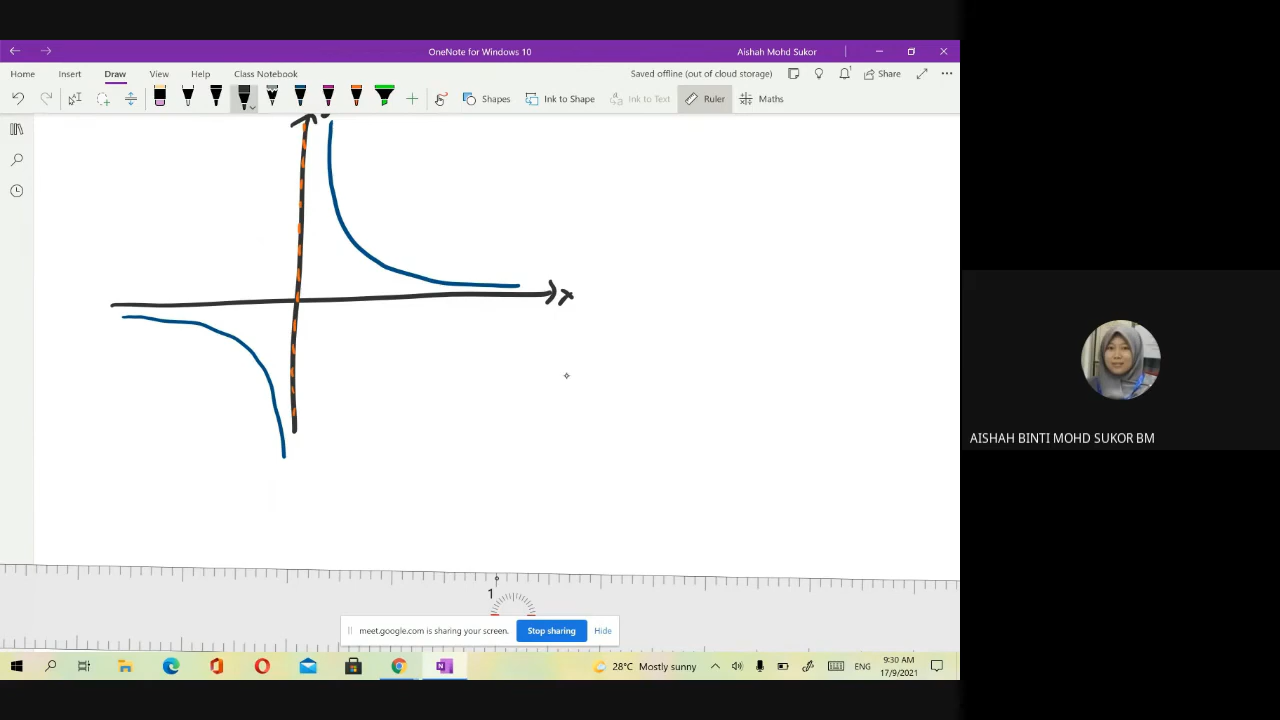 OneNote for Windows 10
Aishah Mohd Sukor
Home
Insert
Draw
View
Help
Class Notebook
Saved offline (out of cloud storage)
Share
Shapes
Ink to Shape
Ink to Text
Ruler
Maths
x
AISHAH BINTI MOHD SUKOR BM
1
meet.google.com is sharing your screen.
Stop sharing
Hide
28°C Mostly sunny
ENG
9:30 AM
17/9/2021